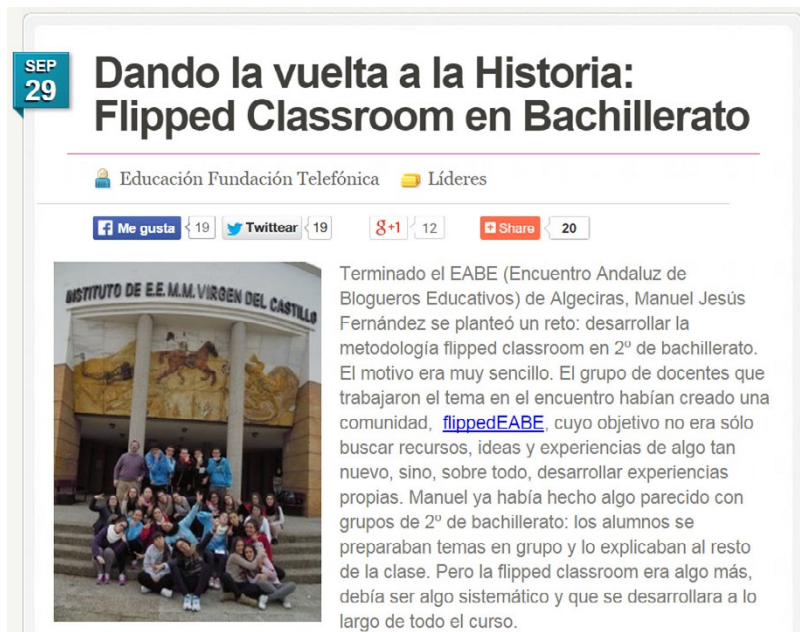 SEP
29
Dando la vuelta a la Historia:
Flipped Classroom en Bachillerato
Educación Fundación Telefónica
Líderes
Me gusta
19
Twittear
19
g+1
12
Share
20
INSTITUTO DE E.E.M.M. VIRGEN DEL CASTILLO
Terminado el EABE (Encuentro Andaluz de
Blogueros Educativos) de Algeciras, Manuel Jesús
Fernández se planteó un reto: desarrollar la
metodología flipped classroom en 2º de bachillerato.
El motivo era muy sencillo. El grupo de docentes que
trabajaron el tema en el encuentro habían creado una
comunidad, flippedEABE, cuyo objetivo no era sólo
buscar recursos, ideas y experiencias de algo tan
nuevo, sino, sobre todo, desarrollar experiencias
propias. Manuel ya había hecho algo parecido con
grupos de 2º de bachillerato: los alumnos se
preparaban temas en grupo y lo explicaban al resto
de la clase. Pero la flipped classroom era algo más,
debía ser algo sistemático y que se desarrollara a lo
largo de todo el curso.